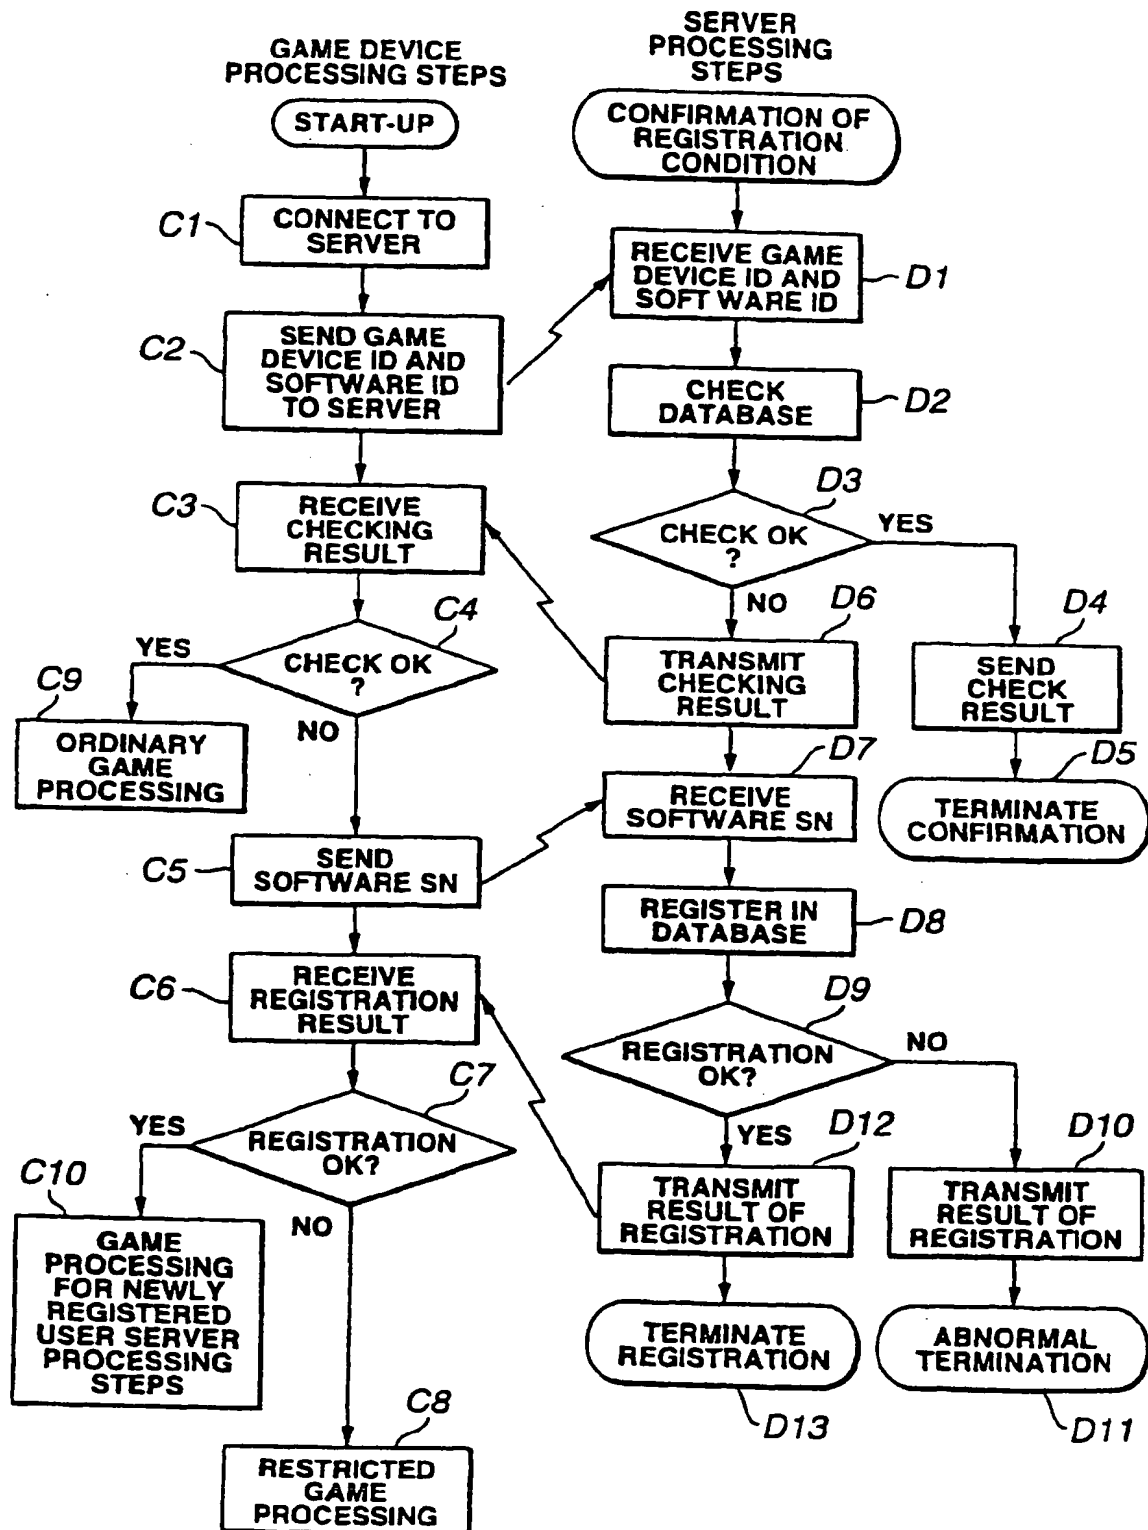 GAME DEVICE
PROCESSING STEPS
START-UP
C1
CONNECT TO
SERVER
C2
SEND GAME
DEVICE ID AND
SOFTWARE ID
TO SERVER
C3
RECEIVE
CHECKING
RESULT
C4
CHECK OK
?
YES
NO
C9
ORDINARY
GAME
PROCESSING
C5
SEND
SOFTWARE SN
C6
RECEIVE
REGISTRATION
RESULT
C7
REGISTRATION
OK?
YES
NO
C10
GAME
PROCESSING
FOR NEWLY
REGISTERED
USER SERVER
PROCESSING
STEPS
C8
RESTRICTED
GAME
PROCESSING
SERVER
PROCESSING
STEPS
CONFIRMATION OF
REGISTRATION
CONDITION
RECEIVE GAME
DEVICE ID AND
SOFT WARE ID
D1
CHECK
DATABASE
D2
D3
CHECK OK
?
YES
NO
D6
TRANSMIT
CHECKING
RESULT
D4
SEND
CHECK
RESULT
D5
TERMINATE
CONFIRMATION
D7
RECEIVE
SOFTWARE SN
REGISTER IN
DATABASE
D8
D9
REGISTRATION
OK?
NO
YES
D12
TRANSMIT
RESULT OF
REGISTRATION
D10
TRANSMIT
RESULT OF
REGISTRATION
TERMINATE
REGISTRATION
D13
ABNORMAL
TERMINATION
D11